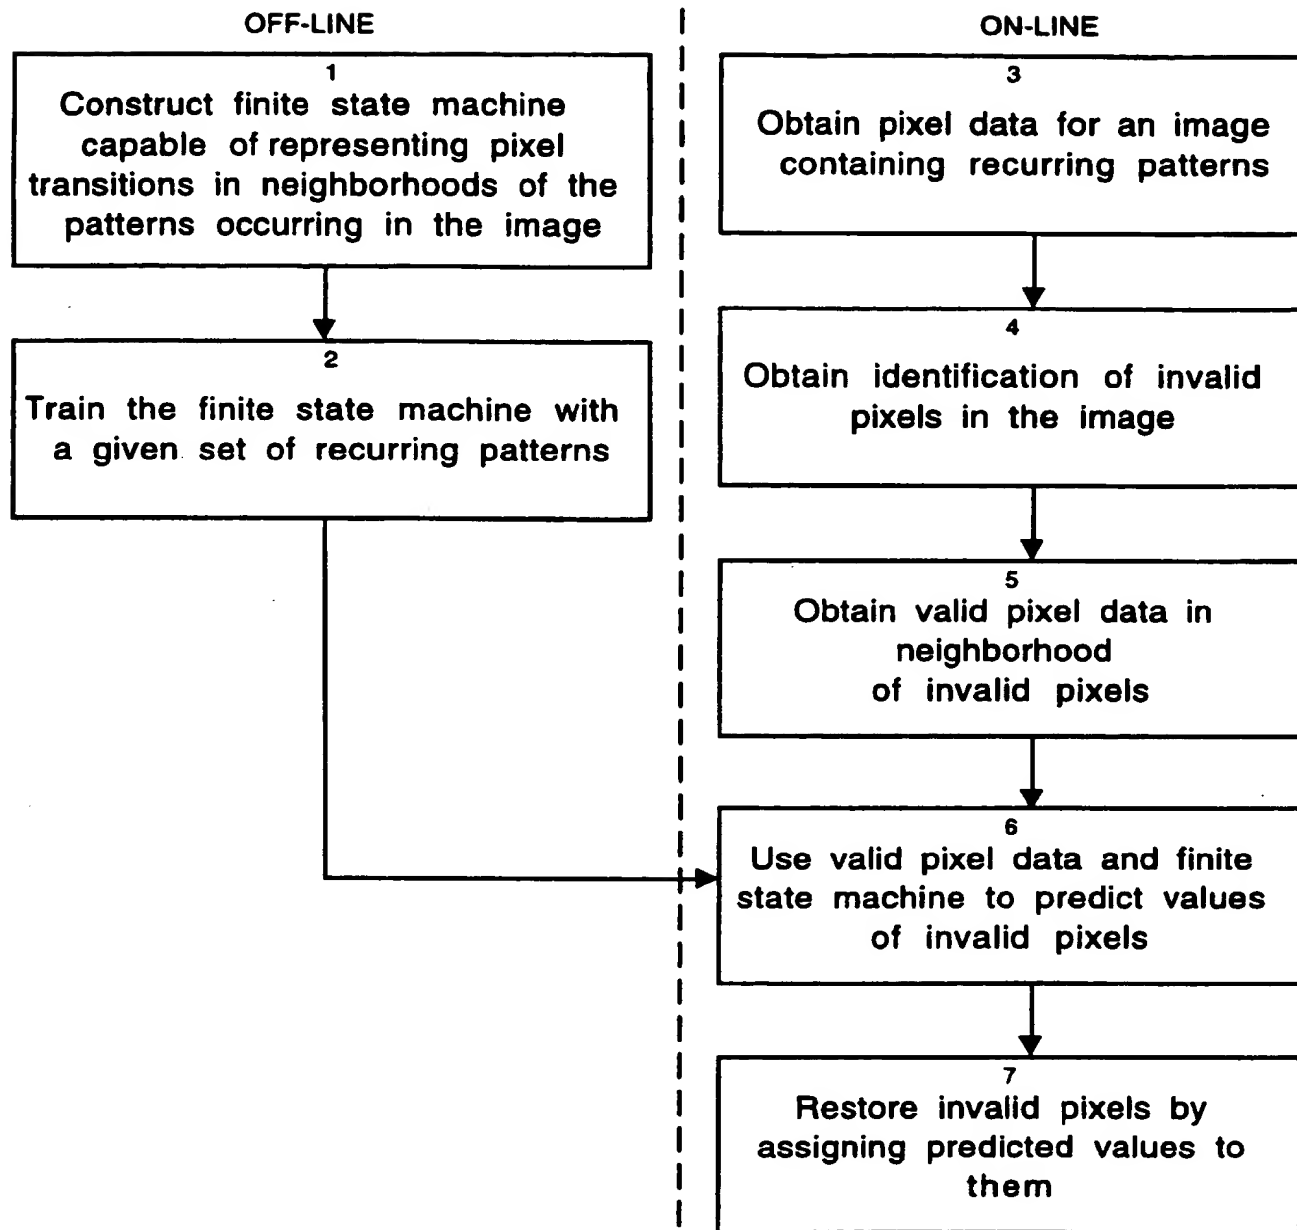 OFF-LINE
1
Construct finite state machine
capable of representing pixel
transitions in neighborhoods of the
patterns occurring in the image
2
Train the finite state machine with
a given set of recurring patterns
ON-LINE
3
Obtain pixel data for an image
containing recurring patterns
4
Obtain identification of invalid
pixels in the image
5
Obtain valid pixel data in
neighborhood
of invalid pixels
6
Use valid pixel data and finite
state machine to predict values
of invalid pixels
7
Restore invalid pixels by
assigning predicted values to
them